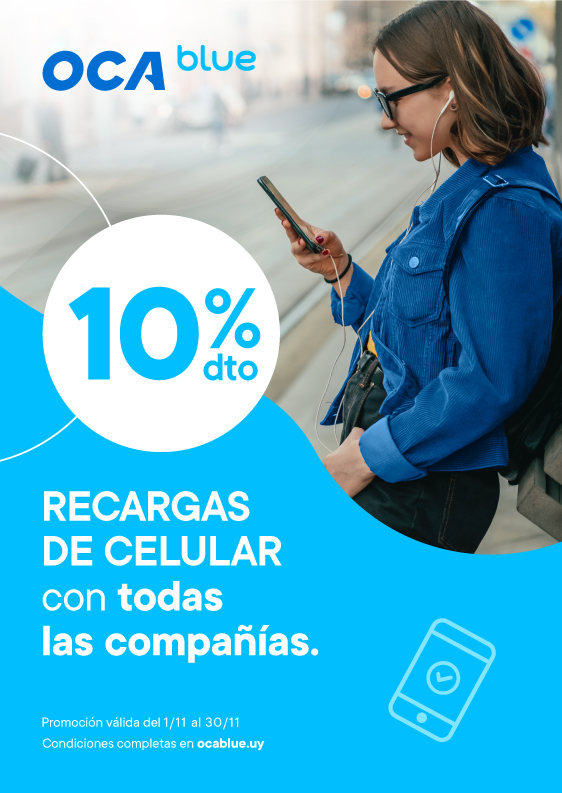 OCA blue
10%
dto
RECARGAS
DE CELULAR
con todas
las compañías.
Promoción válida del 1/11 al 30/11
Condiciones completas en ocablue.uy